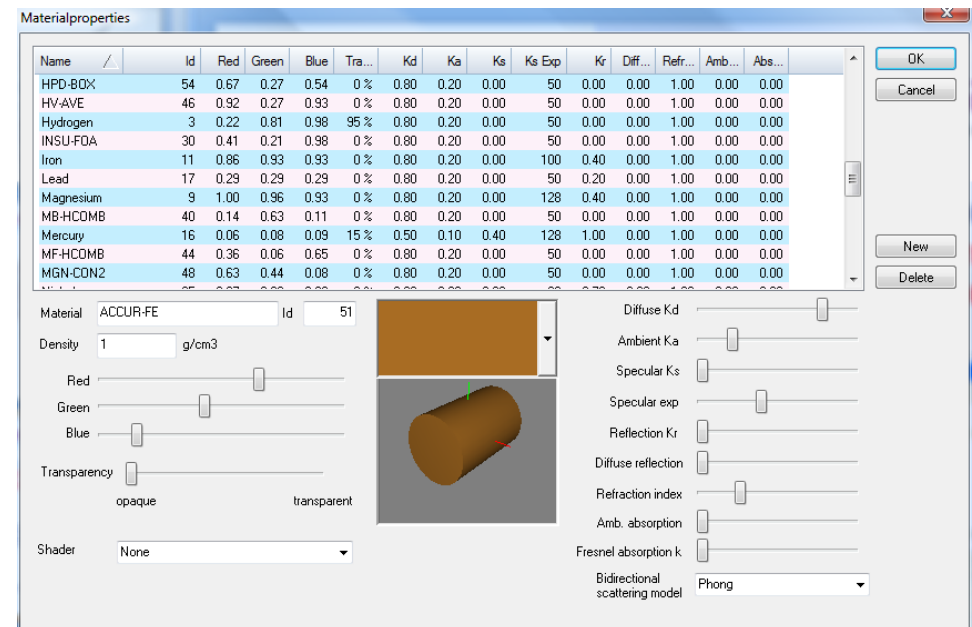 Materialproperties
Name Id Red Green Blue Tra... Kd Ka Ks Ks Exp Kr Diff... Refr... Amb... Abs...
HPD-BOX 54 0.67 0.27 0.54 0 % 0.80 0.20 0.00 50 0.00 0.00 1.00 0.00 0.00
HV-AVE 46 0.92 0.27 0.93 0 % 0.80 0.20 0.00 50 0.00 0.00 1.00 0.00 0.00
Hydrogen 3 0.22 0.81 0.98 95 % 0.80 0.20 0.00 50 0.00 0.00 1.00 0.00 0.00
INSU-FOA 30 0.41 0.21 0.98 0 % 0.80 0.20 0.00 50 0.00 0.00 1.00 0.00 0.00
Iron 11 0.86 0.93 0.93 0 % 0.80 0.20 0.00 100 0.40 0.00 1.00 0.00 0.00
Lead 17 0.29 0.29 0.29 0 % 0.80 0.20 0.00 50 0.20 0.00 1.00 0.00 0.00
Magnesium 9 1.00 0.96 0.93 0 % 0.80 0.20 0.00 128 0.40 0.00 1.00 0.00 0.00
MB-HCOMB 40 0.14 0.63 0.11 0 % 0.80 0.20 0.00 50 0.00 0.00 1.00 0.00 0.00
Mercury 16 0.06 0.08 0.09 15 % 0.50 0.10 0.40 128 1.00 0.00 1.00 0.00 0.00
MF-HCOMB 44 0.36 0.06 0.65 0 % 0.80 0.20 0.00 50 0.00 0.00 1.00 0.00 0.00
MGN-CON2 48 0.63 0.44 0.08 0 % 0.80 0.20 0.00 50 0.00 0.00 1.00 0.00 0.00
OK
Cancel
New
Delete
Material ACCUR-FE Id 51
Density 1 g/cm3
Red
Green
Blue
Transparency
opaque transparent
Shader None
Diffuse Kd
Ambient Ka
Specular Ks
Specular exp
Reflection Kr
Diffuse reflection
Refraction index
Amb. absorption
Fresnel absorption k
Bidirectional
scattering model Phong